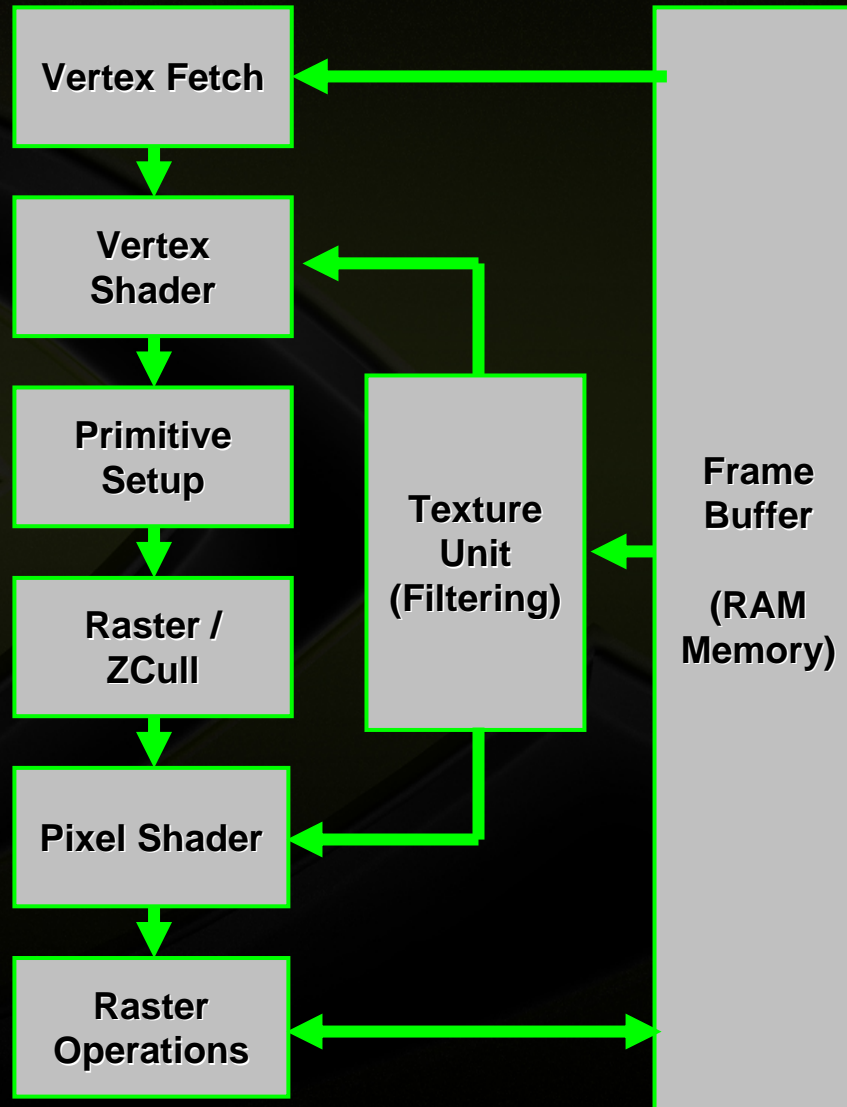 Vertex Fetch
Vertex
Shader
Primitive
Setup
Raster /
ZCull
Pixel Shader
Raster
Operations
Texture
Unit
(Filtering)
Frame
Buffer
(RAM
Memory)